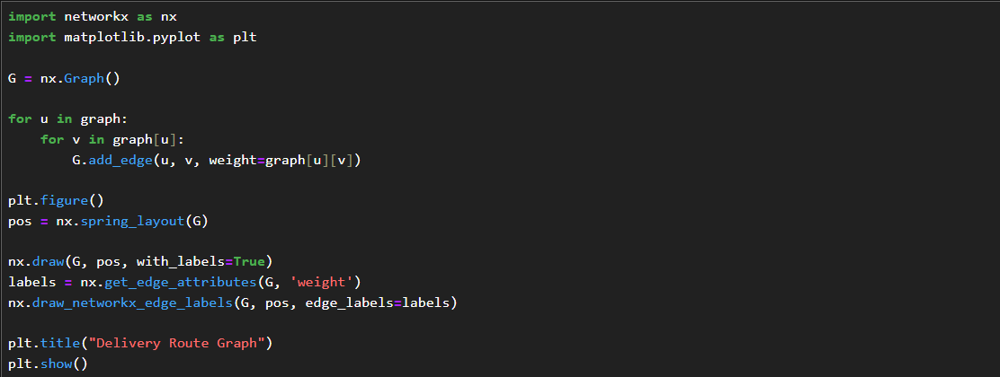 import networkx as nx
import matplotlib.pyplot as plt
G = nx.Graph()
for u in graph:
    for v in graph[u]:
        G.add_edge(u, v, weight=graph[u][v])
plt.figure()
pos = nx.spring_layout(G)
nx.draw(G, pos, with_labels=True)
labels = nx.get_edge_attributes(G, 'weight')
nx.draw_networkx_edge_labels(G, pos, edge_labels=labels)
plt.title("Delivery Route Graph")
plt.show()